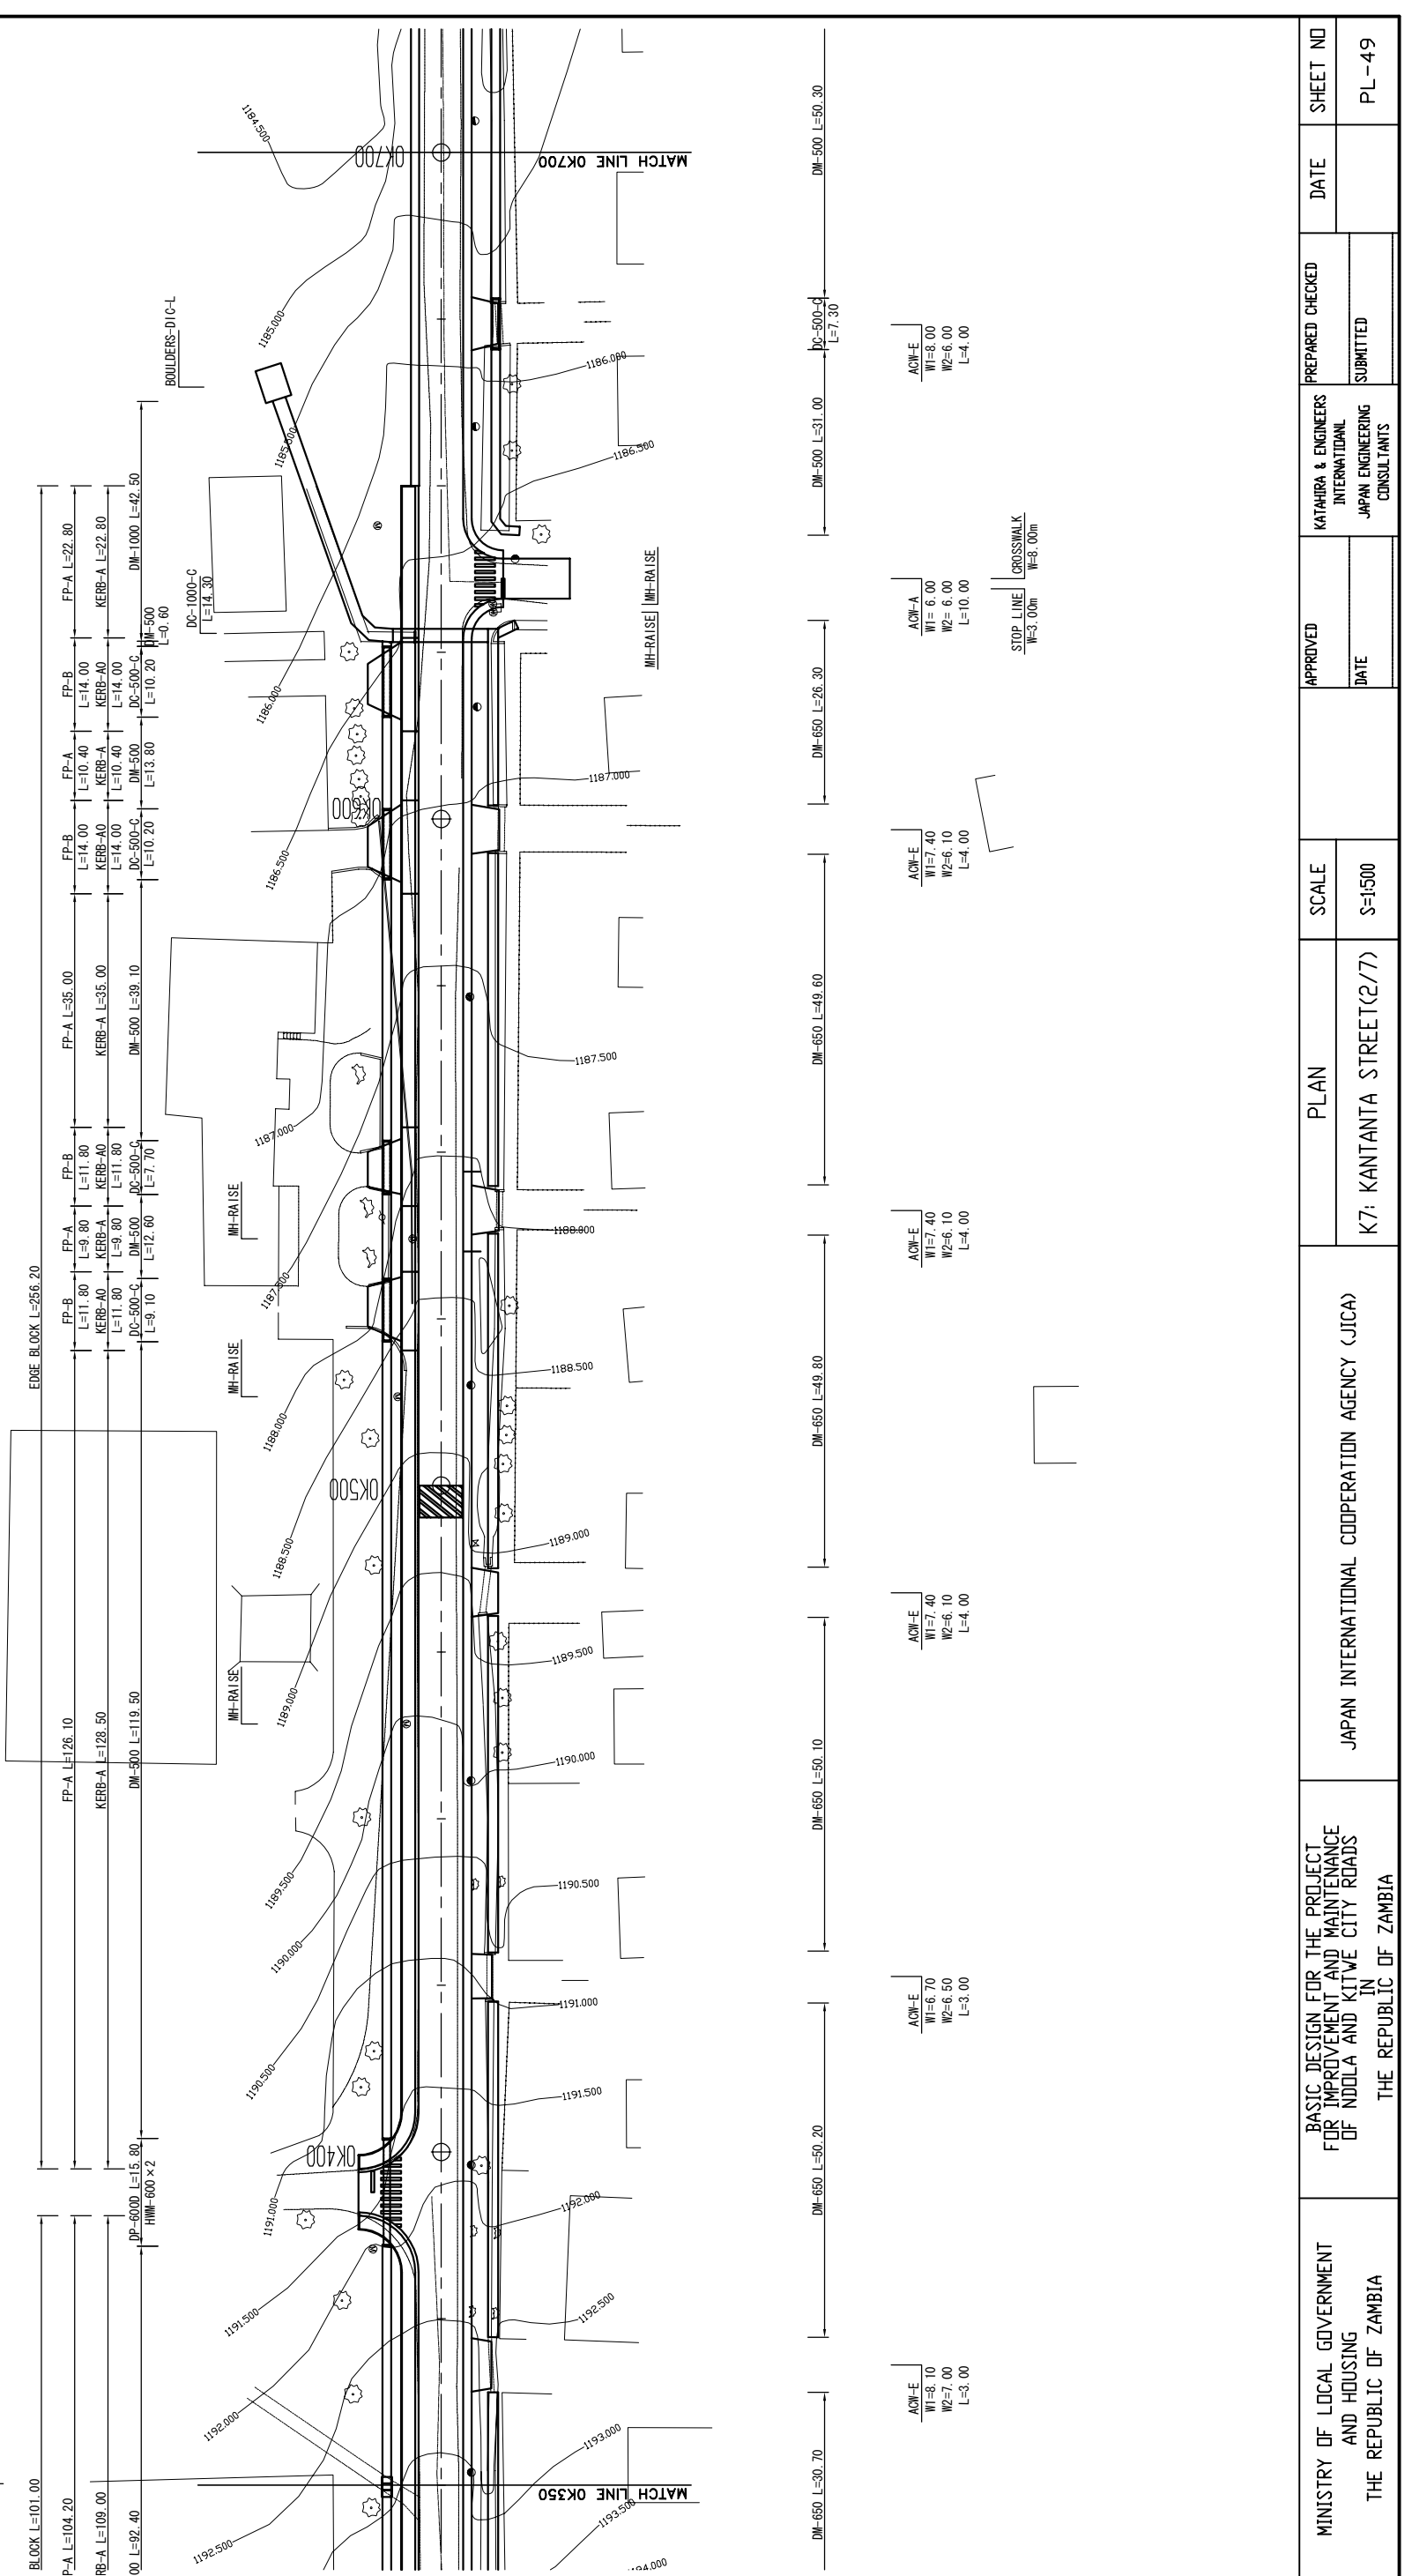 BLOCK L=101.00
EDGE BLOCK L=256.20
P-A L=104.20
FP-A L=126.10
FP-B
L=11.80
FP-A
L=9.80
FP-B
L=11.80
FP-A L=35.00
FP-B
L=14.00
FP-A
L=10.40
FP-B
L=14.00
FP-A L=22.80
RB-A L=109.00
KERB-A L=128.50
KERB-AO
L=11.80
KERB-A
L=9.80
KERB-AO
L=11.80
KERB-A L=35.00
KERB-AO
L=14.00
KERB-A
L=10.40
KERB-AO
L=14.00
KERB-A L=22.80
00 L=92.40
DP-600D L=15.80
HWM-600×2
DM-500 L=119.50
DC-500-C
L=9.10
DM-500
L=12.60
DC-500-C
L=7.70
DM-500 L=39.10
DC-500-C
L=10.20
DM-500
L=13.80
DC-500-C
L=10.20
DM-500
L=0.60
DM-1000 L=42.50
DC-1000-C
L=14.30
BOULDERS-DIC-L
MH-RAISE
MH-RAISE
MH-RAISE
1192.500
1192.000
1191.500
1191.000
1190.500
1190.000
1189.500
1189.000
1188.500
1188.000
1187.500
1187.000
1186.500
1186.000
1185.500
1185.000
1184.500
0K400
0K500
0K600
0K700
MATCH LINE 0K350
MATCH LINE 0K700
1194.000
1193.500
1193.000
1192.500
1192.000
1191.500
1191.000
1190.500
1190.000
1189.500
1189.000
1188.500
1188.000
1187.500
1187.000
1186.500
1186.000
MH-RAISE
MH-RAISE
DM-650 L=30.70
DM-650 L=50.20
DM-650 L=50.10
DM-650 L=49.80
DM-650 L=49.60
DM-650 L=26.30
DM-500 L=31.00
DC-500-C
L=7.30
DM-500 L=50.30
ACW-E
W1=8.10
W2=7.00
L=3.00
ACW-E
W1=6.70
W2=6.50
L=3.00
ACW-E
W1=7.40
W2=6.10
L=4.00
ACW-E
W1=7.40
W2=6.10
L=4.00
ACW-E
W1=7.40
W2=6.10
L=4.00
ACW-A
W1= 6.00
W2= 6.00
L=10.00
ACW-E
W1=8.00
W2=6.00
L=4.00
STOP LINE
W=3.00m
CROSSWALK
W=8.00m
MINISTRY OF LOCAL GOVERNMENT
AND HOUSING
THE REPUBLIC OF ZAMBIA
BASIC DESIGN FOR THE PROJECT
FOR IMPROVEMENT AND MAINTENANCE
OF NDOLA AND KITWE CITY ROADS
IN
THE REPUBLIC OF ZAMBIA
JAPAN INTERNATIONAL COOPERATION AGENCY (JICA)
PLAN
K7: KANTANTA STREET(2/7)
SCALE
S=1:500
APPROVED
DATE
KATAHIRA & ENGINEERS
INTERNATIOANL
JAPAN ENGINEERING
CONSULTANTS
PREPARED CHECKED
SUBMITTED
DATE
SHEET NO
PL-49